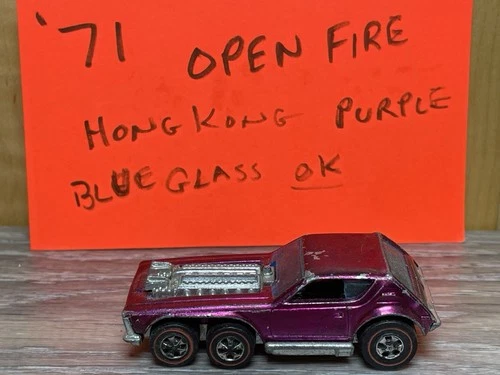 '71 OPEN FIRE
HONG KONG PURPLE
BLUE GLASS OK